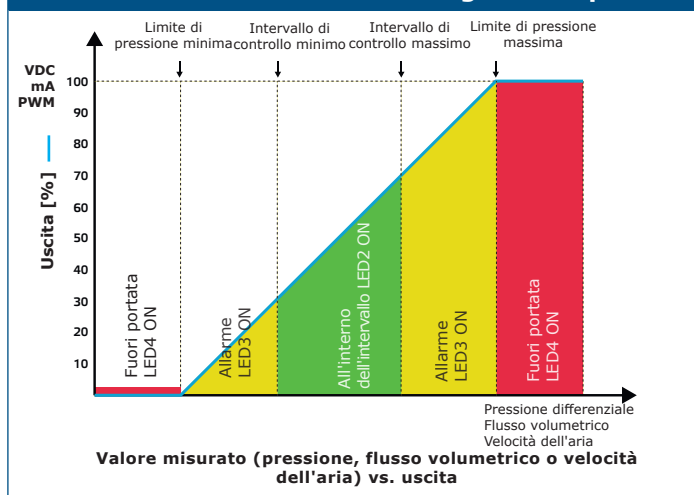 Limite di
pressione minima
Intervallo di
controllo minimo
Intervallo di
controllo massimo
Limite di pressione
massima
VDC
mA
PWM
100
90
80
70
60
50
40
30
20
10
Uscita [%]
Fuori portata
LED4 ON
Allarme
LED3 ON
All'interno
dell'intervallo LED2 ON
Allarme
LED3 ON
Fuori portata
LED4 ON
Pressione differenziale
Flusso volumetrico
Velocità dell'aria
Valore misurato (pressione, flusso volumetrico o velocità
dell'aria) vs. uscita